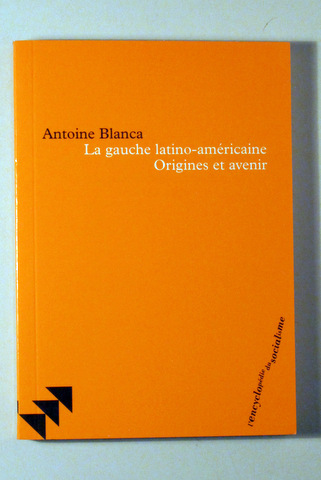 Antoine Blanca
La gauche latino-américaine
Origines et avenir
l'encyclopédie du socialisme